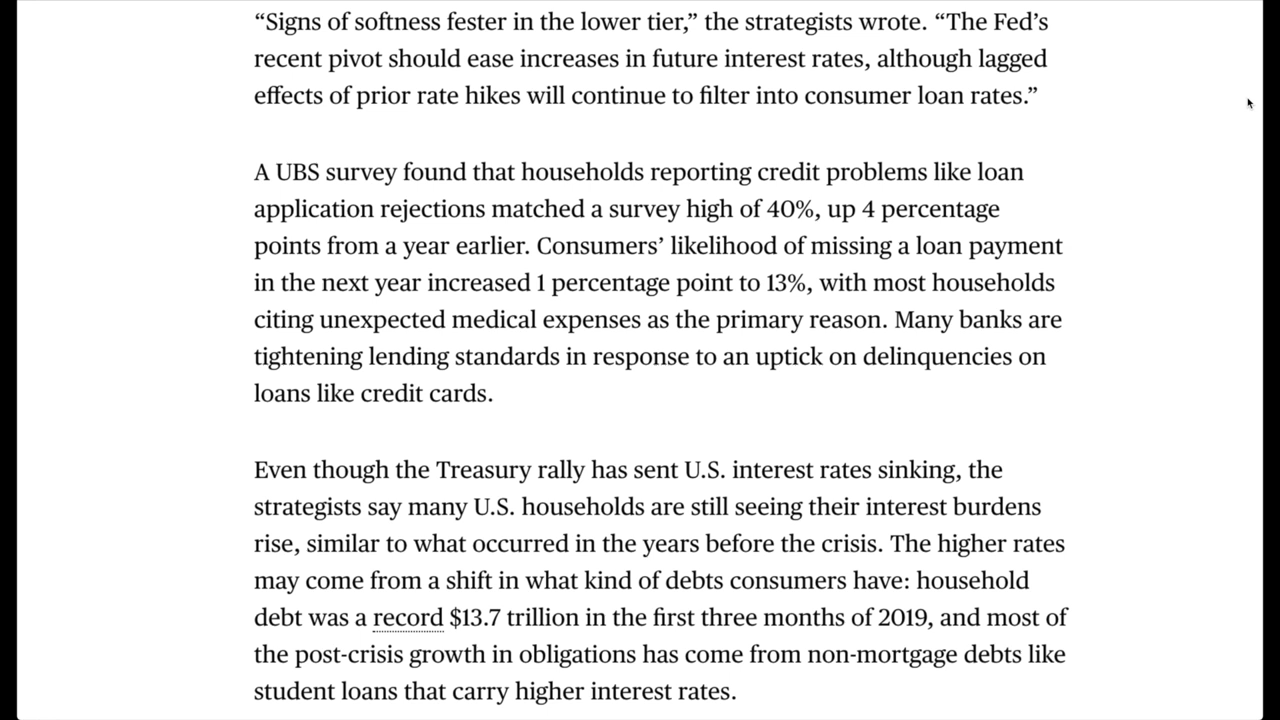 “Signs of softness fester in the lower tier,” the strategists wrote. “The Fed’s
recent pivot should ease increases in future interest rates, although lagged
effects of prior rate hikes will continue to filter into consumer loan rates.”
A UBS survey found that households reporting credit problems like loan
application rejections matched a survey high of 40%, up 4 percentage
points from a year earlier. Consumers’ likelihood of missing a loan payment
in the next year increased 1 percentage point to 13%, with most households
citing unexpected medical expenses as the primary reason. Many banks are
tightening lending standards in response to an uptick on delinquencies on
loans like credit cards.
Even though the Treasury rally has sent U.S. interest rates sinking, the
strategists say many U.S. households are still seeing their interest burdens
rise, similar to what occurred in the years before the crisis. The higher rates
may come from a shift in what kind of debts consumers have: household
debt was a record $13.7 trillion in the first three months of 2019, and most of
the post-crisis growth in obligations has come from non-mortgage debts like
student loans that carry higher interest rates.